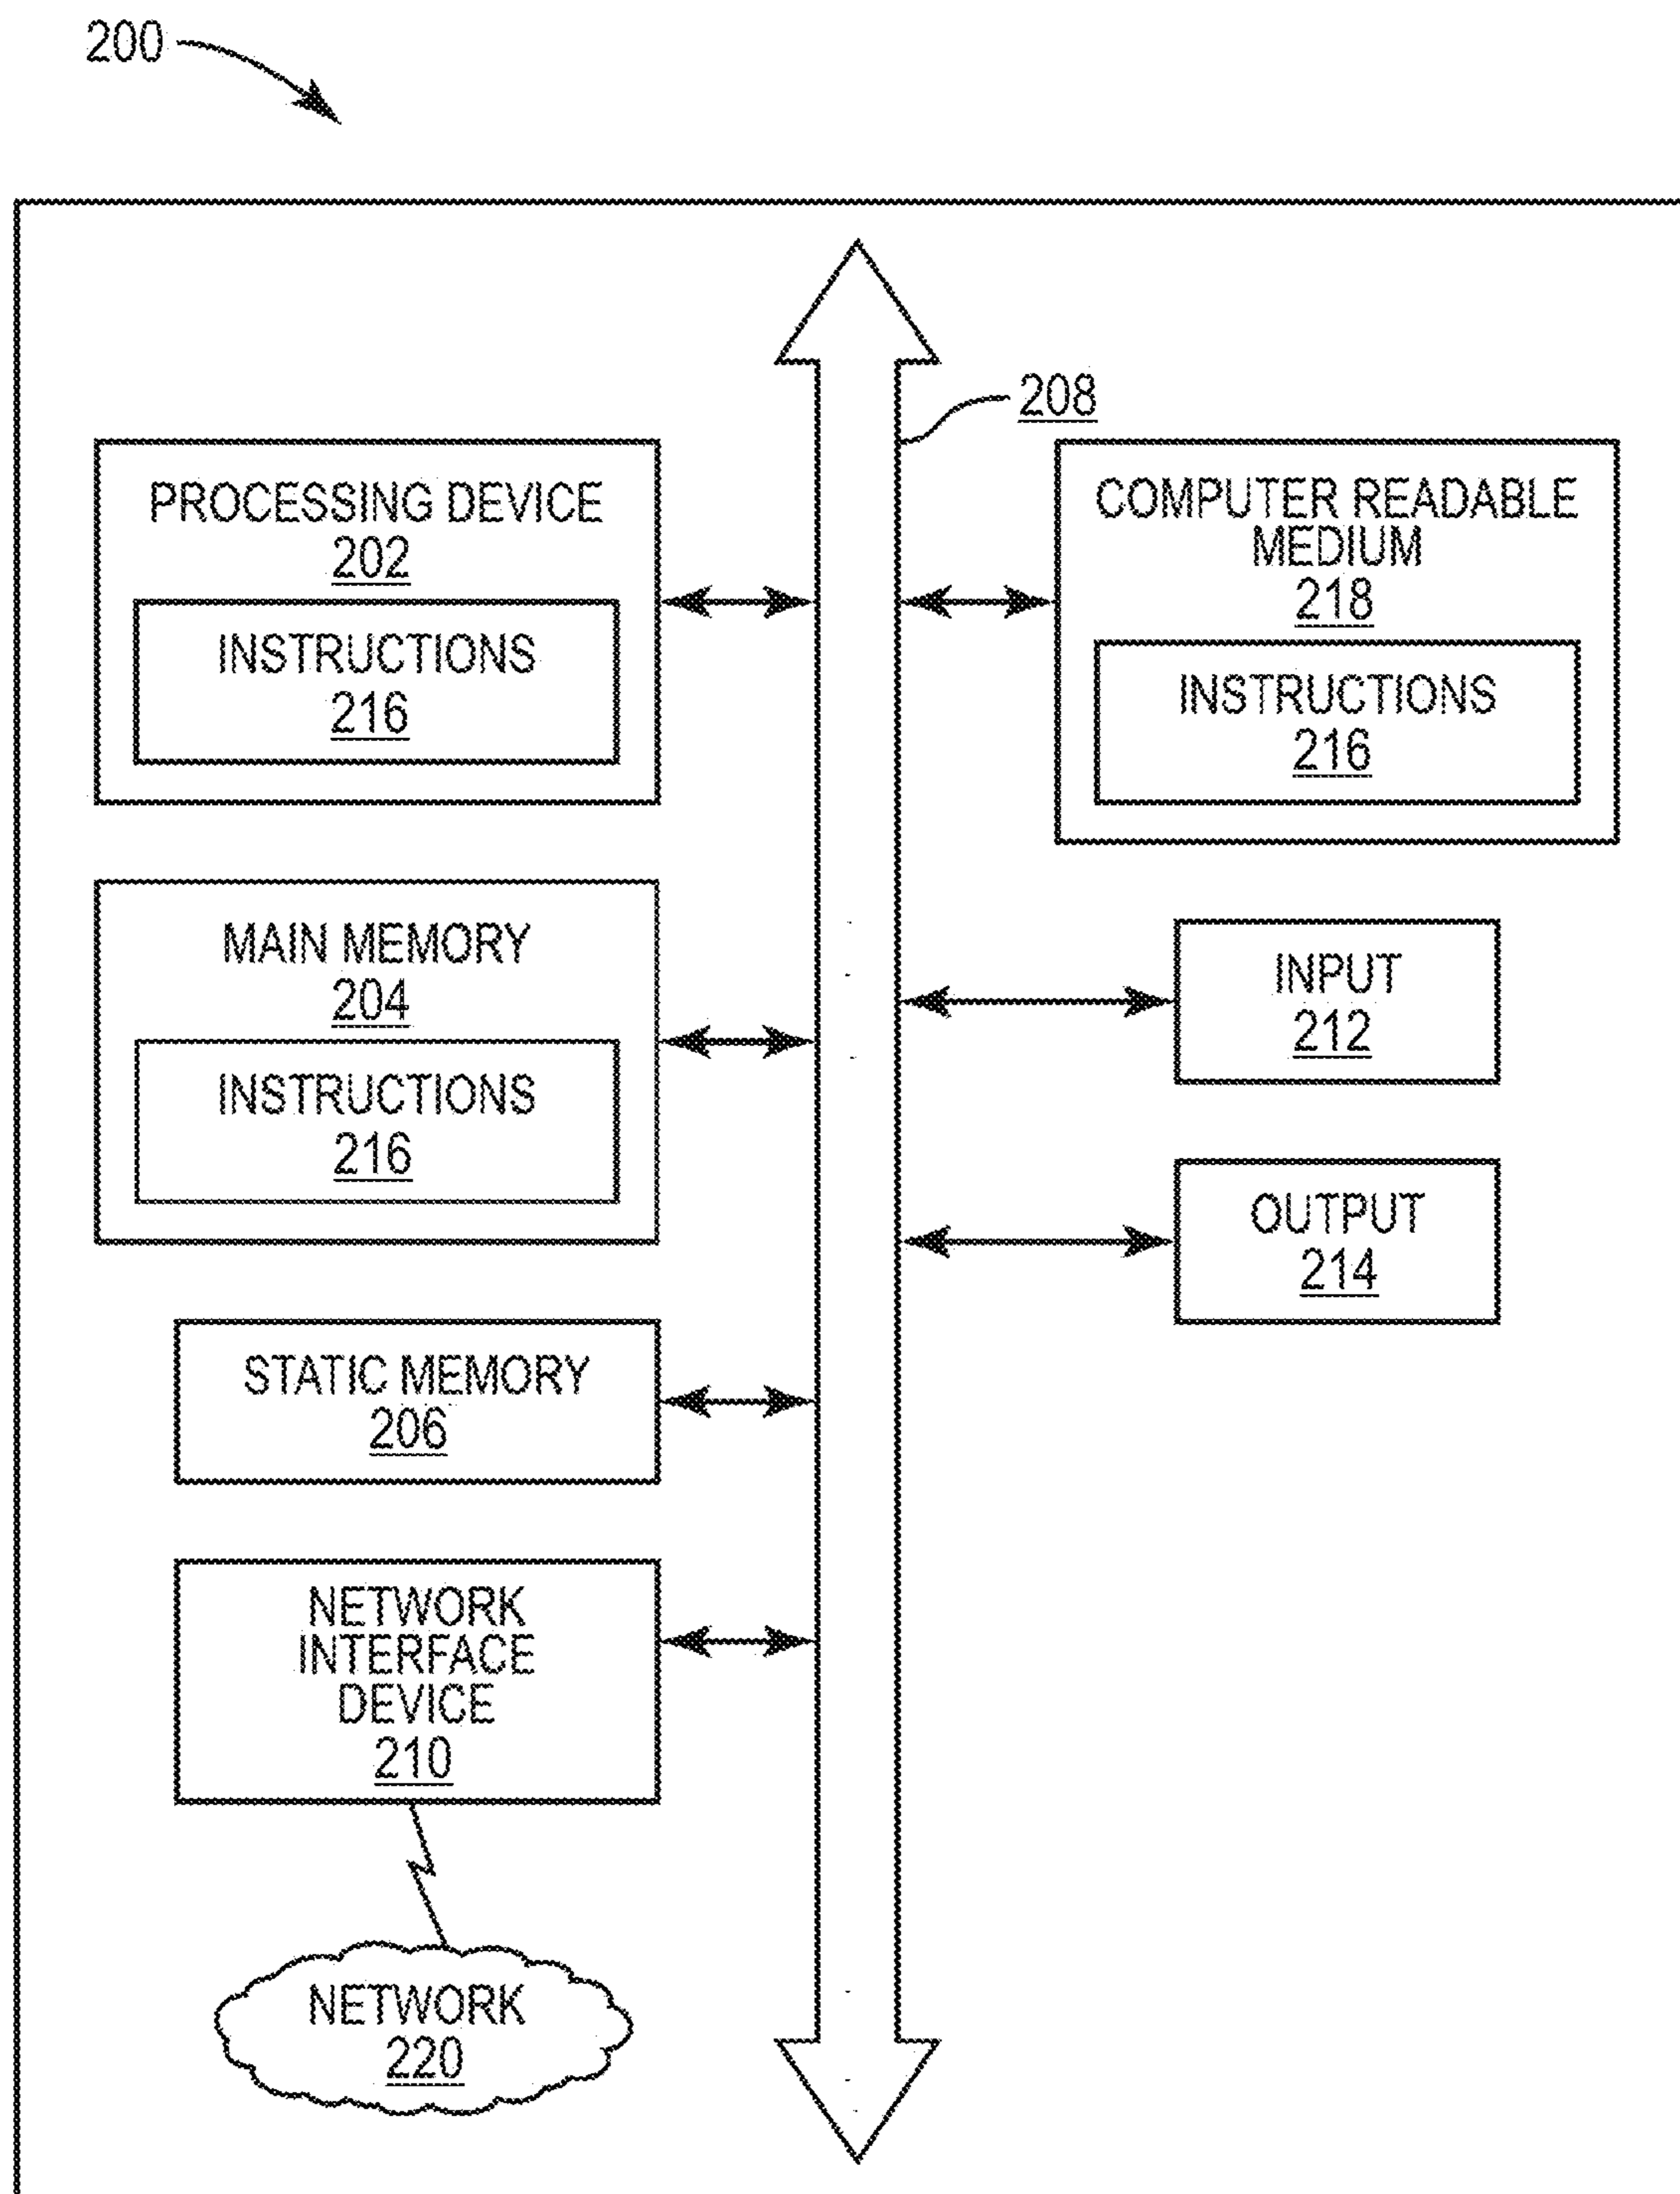 200
208
PROCESSING DEVICE
202
INSTRUCTIONS
216
COMPUTER READABLE
MEDIUM
218
INSTRUCTIONS
216
MAIN MEMORY
204
INSTRUCTIONS
216
INPUT
212
OUTPUT
214
STATIC MEMORY
206
NETWORK
INTERFACE
DEVICE
210
NETWORK
220